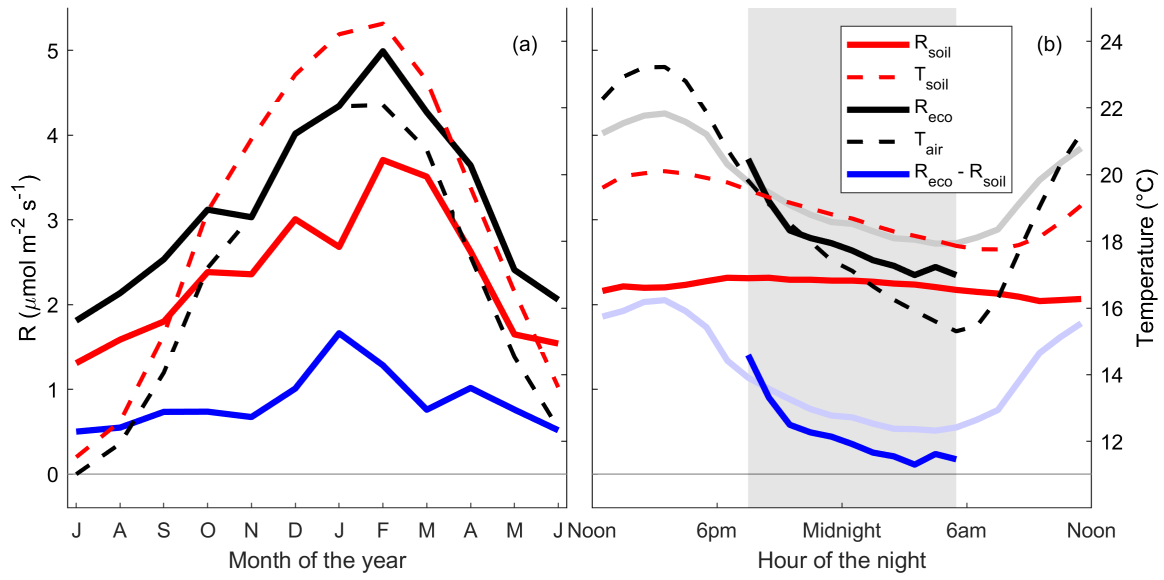 (a)
5
4
3
2
1
0
R (μmol m⁻² s⁻¹)
J A S O N D J F M A M J
Month of the year
(b)
R_soil
T_soil
R_eco
T_air
R_eco - R_soil
24
22
20
18
16
14
12
Temperature (°C)
Noon 6pm Midnight 6am Noon
Hour of the night